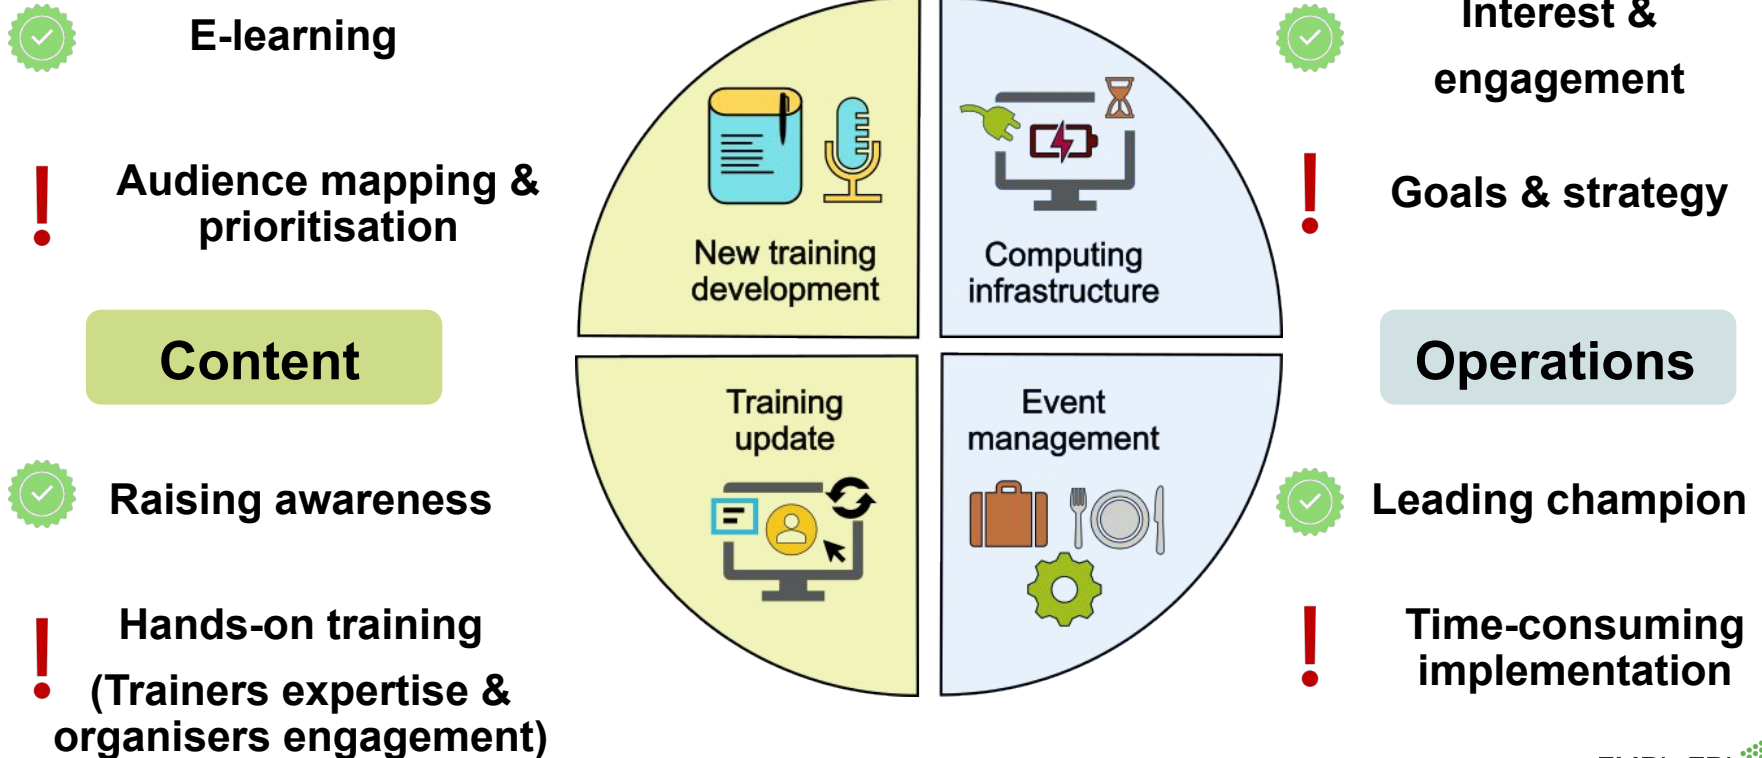 E-learning
Audience mapping &
prioritisation
Content
Raising awareness
Hands-on training
(Trainers expertise &
organisers engagement)
New training
development
Computing
infrastructure
Training
update
Event
management
Interest &
engagement
Goals & strategy
Operations
Leading champion
Time-consuming
implementation